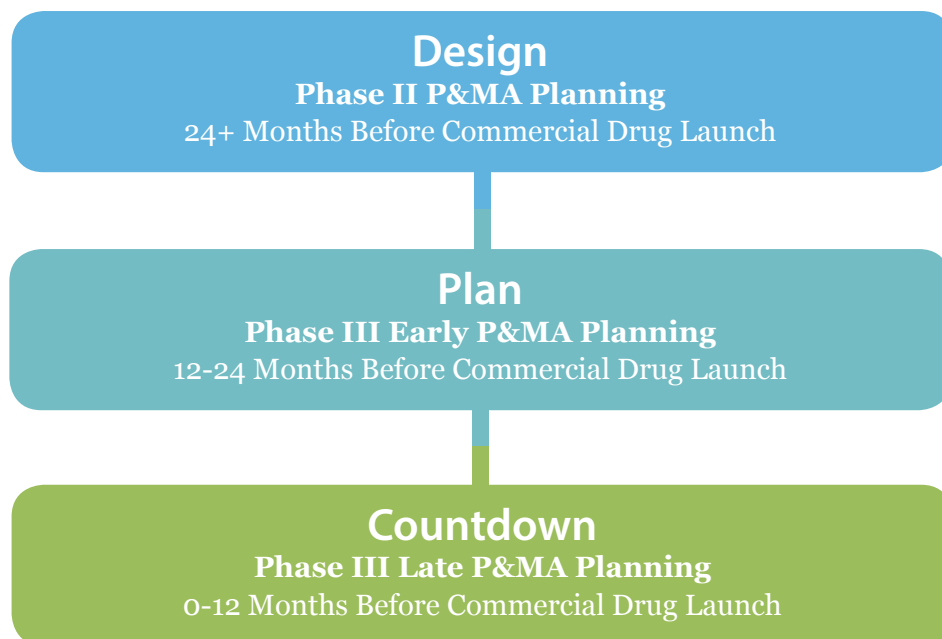 Design
Phase II P&MA Planning
24+ Months Before Commercial Drug Launch
Plan
Phase III Early P&MA Planning
12-24 Months Before Commercial Drug Launch
Countdown
Phase III Late P&MA Planning
0-12 Months Before Commercial Drug Launch